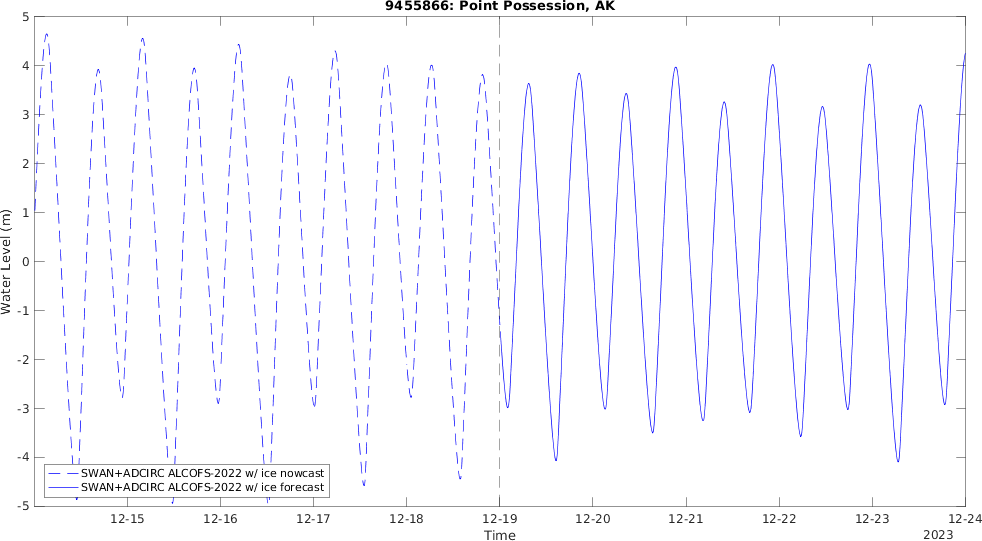 9455866: Point Possession, AK
5
4
3
2
1
0
-1
-2
-3
-4
-5
Water Level (m)
SWAN+ADCIRC ALCOFS-2022 w/ ice nowcast
SWAN+ADCIRC ALCOFS-2022 w/ ice forecast
12-15 12-16 12-17 12-18 12-19 12-20 12-21 12-22 12-23 12-24
Time
2023